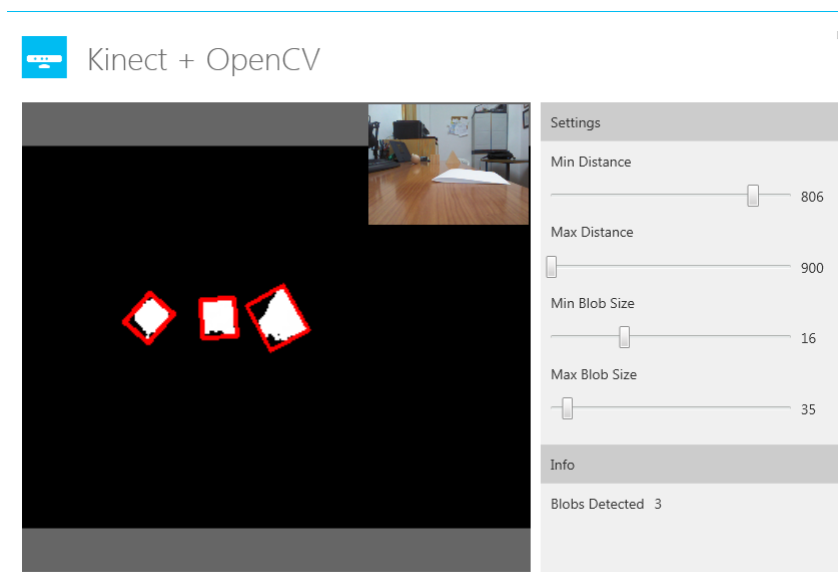 Kinect + OpenCV
Settings
Min Distance
806
Max Distance
900
Min Blob Size
16
Max Blob Size
35
Info
Blobs Detected 3